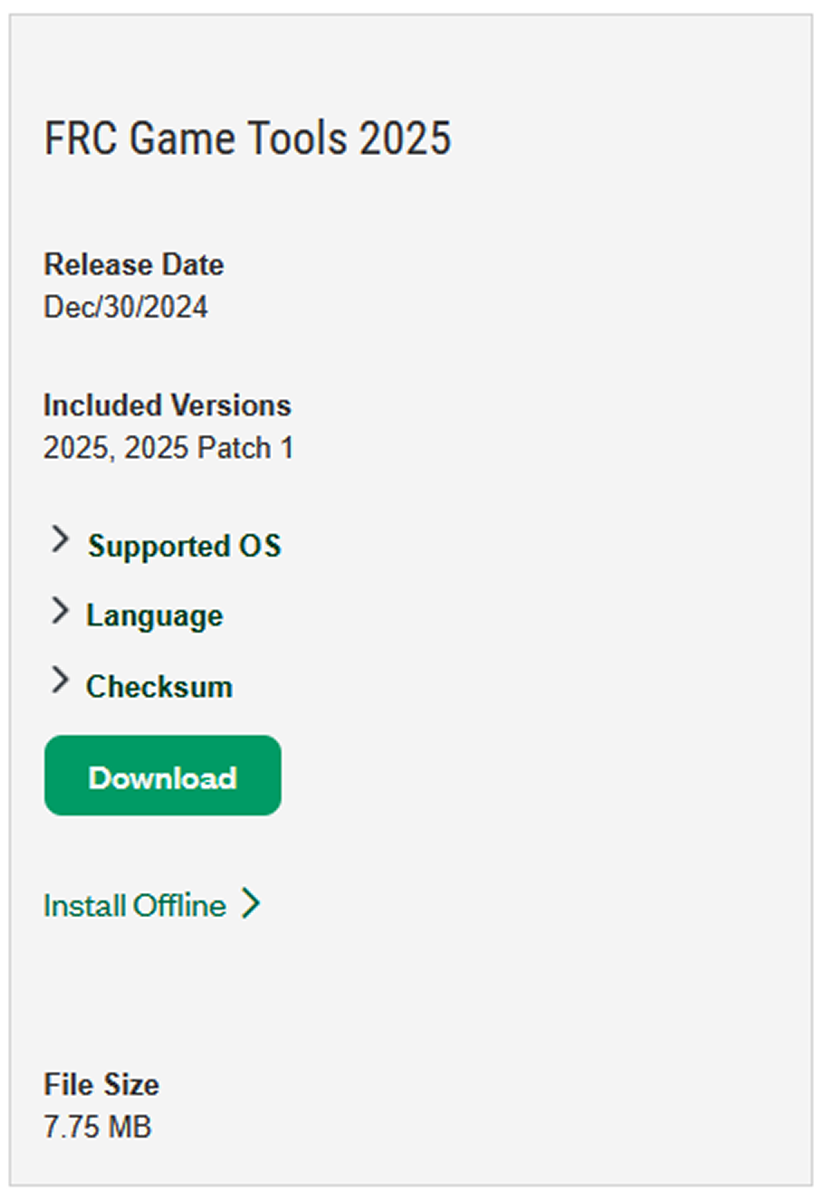 FRC Game Tools 2025
Release Date
Dec/30/2024
Included Versions
2025, 2025 Patch 1
Supported OS
Language
Checksum
Download
Install Offline
File Size
7.75 MB